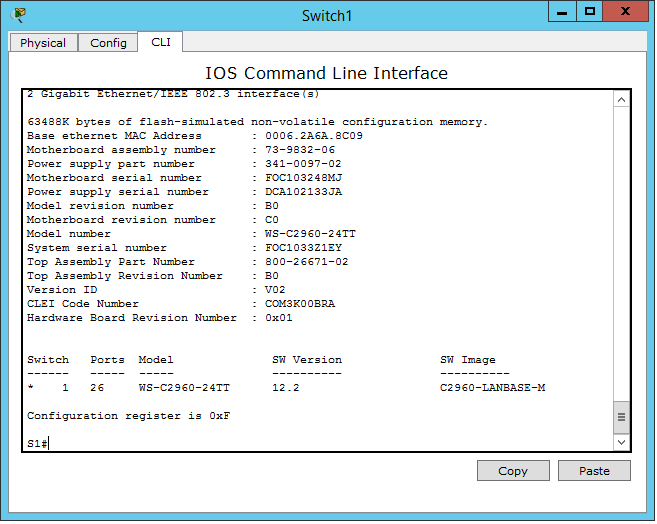 Switch1
Physical Config CLI
IOS Command Line Interface
2 Gigabit Ethernet/IEEE 802.3 interface(s)
63488K bytes of flash-simulated non-volatile configuration memory.
Base ethernet MAC Address : 0006.2A6A.8C09
Motherboard assembly number : 73-9832-06
Power supply part number : 341-0097-02
Motherboard serial number : FOC103248MJ
Power supply serial number : DCA102133JA
Model revision number : B0
Motherboard revision number : C0
Model number : WS-C2960-24TT
System serial number : FOC1033Z1EY
Top Assembly Part Number : 800-26671-02
Top Assembly Revision Number : B0
Version ID : V02
CLEI Code Number : COM3K00BRA
Hardware Board Revision Number : 0x01
Switch Ports Model SW Version SW Image
------ ----- ----- ---------- ----------
* 1 26 WS-C2960-24TT 12.2 C2960-LANBASE-M
Configuration register is 0xF
S1#
Copy Paste